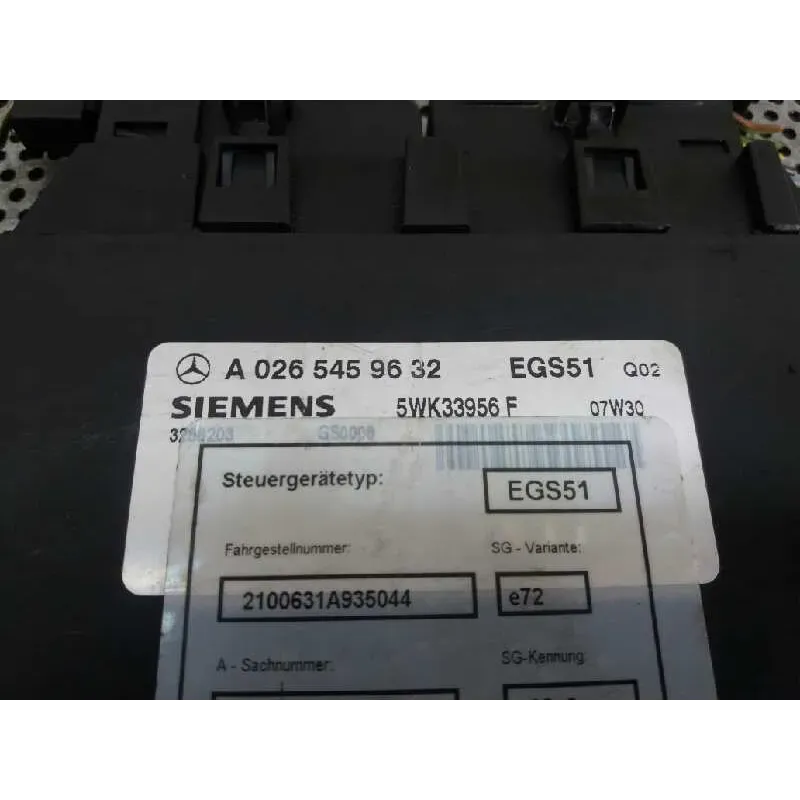 A 026 545 96 32 EGS51 Q02
SIEMENS 5WK33956 F 07W30
GS0000
Steuergerätetyp: EGS51
Fahrgestellnummer: SG - Variante:
2100631A935044 e72
A - Sachnummer: SG-Kennung: